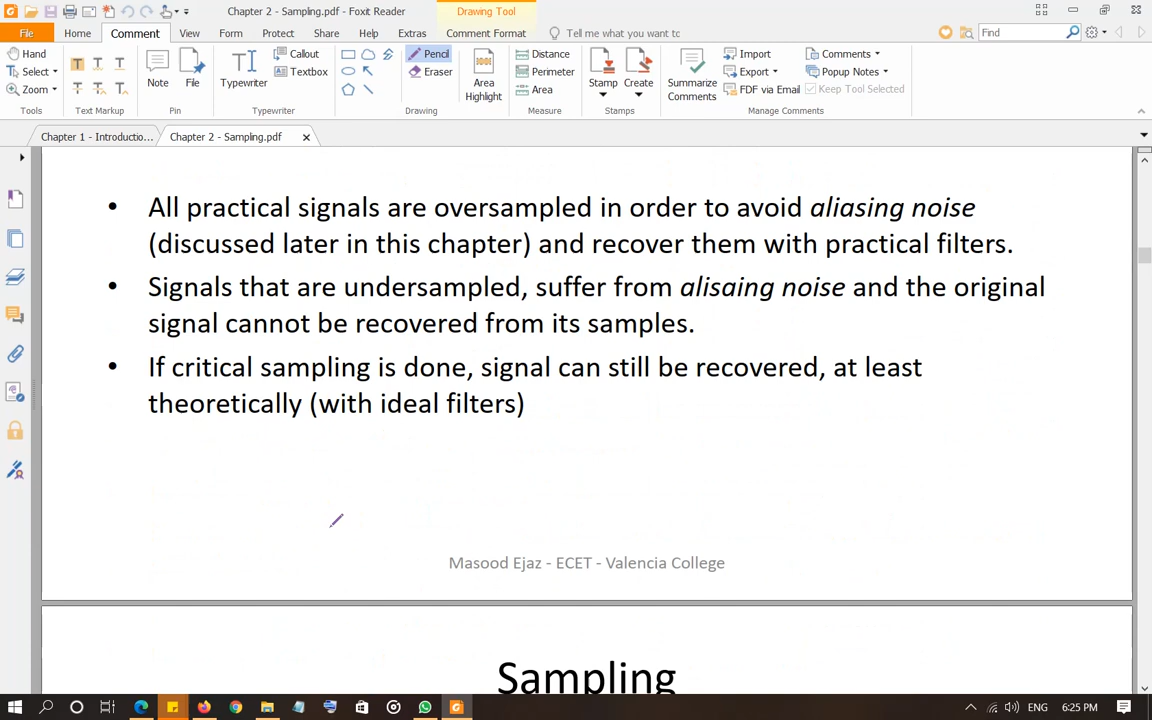 Chapter 2 - Sampling.pdf - Foxit Reader
Drawing Tool
File
Home
Comment
View
Form
Protect
Share
Help
Extras
Comment Format
Tell me what you want to
Find
Hand
Select
Zoom
Tools
Text Markup
Note
File
Pin
Typewriter
Callout
Textbox
Typewriter
Pencil
Eraser
Drawing
Area
Highlight
Distance
Perimeter
Area
Measure
Stamp
Create
Stamps
Summarize
Comments
Import
Export
FDF via Email
Comments
Popup Notes
Keep Tool Selected
Manage Comments
Chapter 1 - Introductio...
Chapter 2 - Sampling.pdf
• All practical signals are oversampled in order to avoid aliasing noise
(discussed later in this chapter) and recover them with practical filters.
• Signals that are undersampled, suffer from alisaing noise and the original
signal cannot be recovered from its samples.
• If critical sampling is done, signal can still be recovered, at least
theoretically (with ideal filters)
Masood Ejaz - ECET - Valencia College
Sampling
ENG
6:25 PM